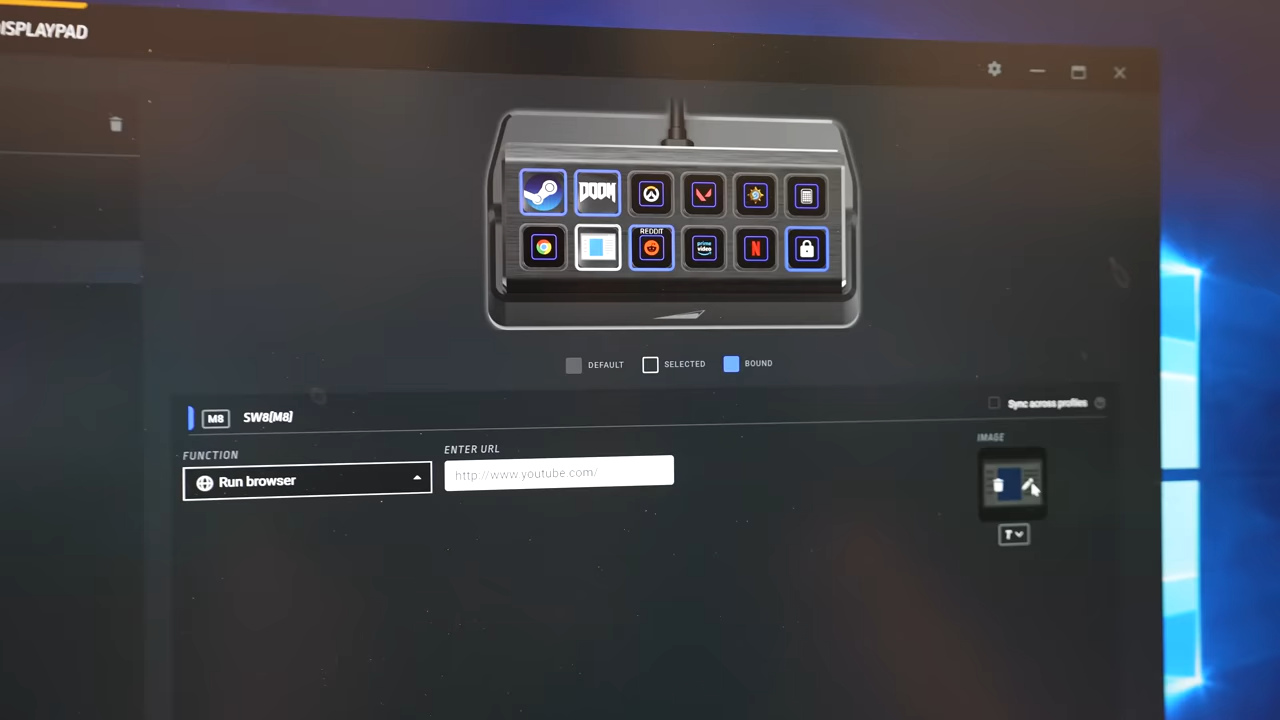 ISPLAYPAD
DOOM
REDDIT
prime video
N
DEFAULT
SELECTED
BOUND
M8
SW8[M8]
Sync across profiles
FUNCTION
ENTER URL
IMAGE
Run browser
http://www.youtube.com/
T